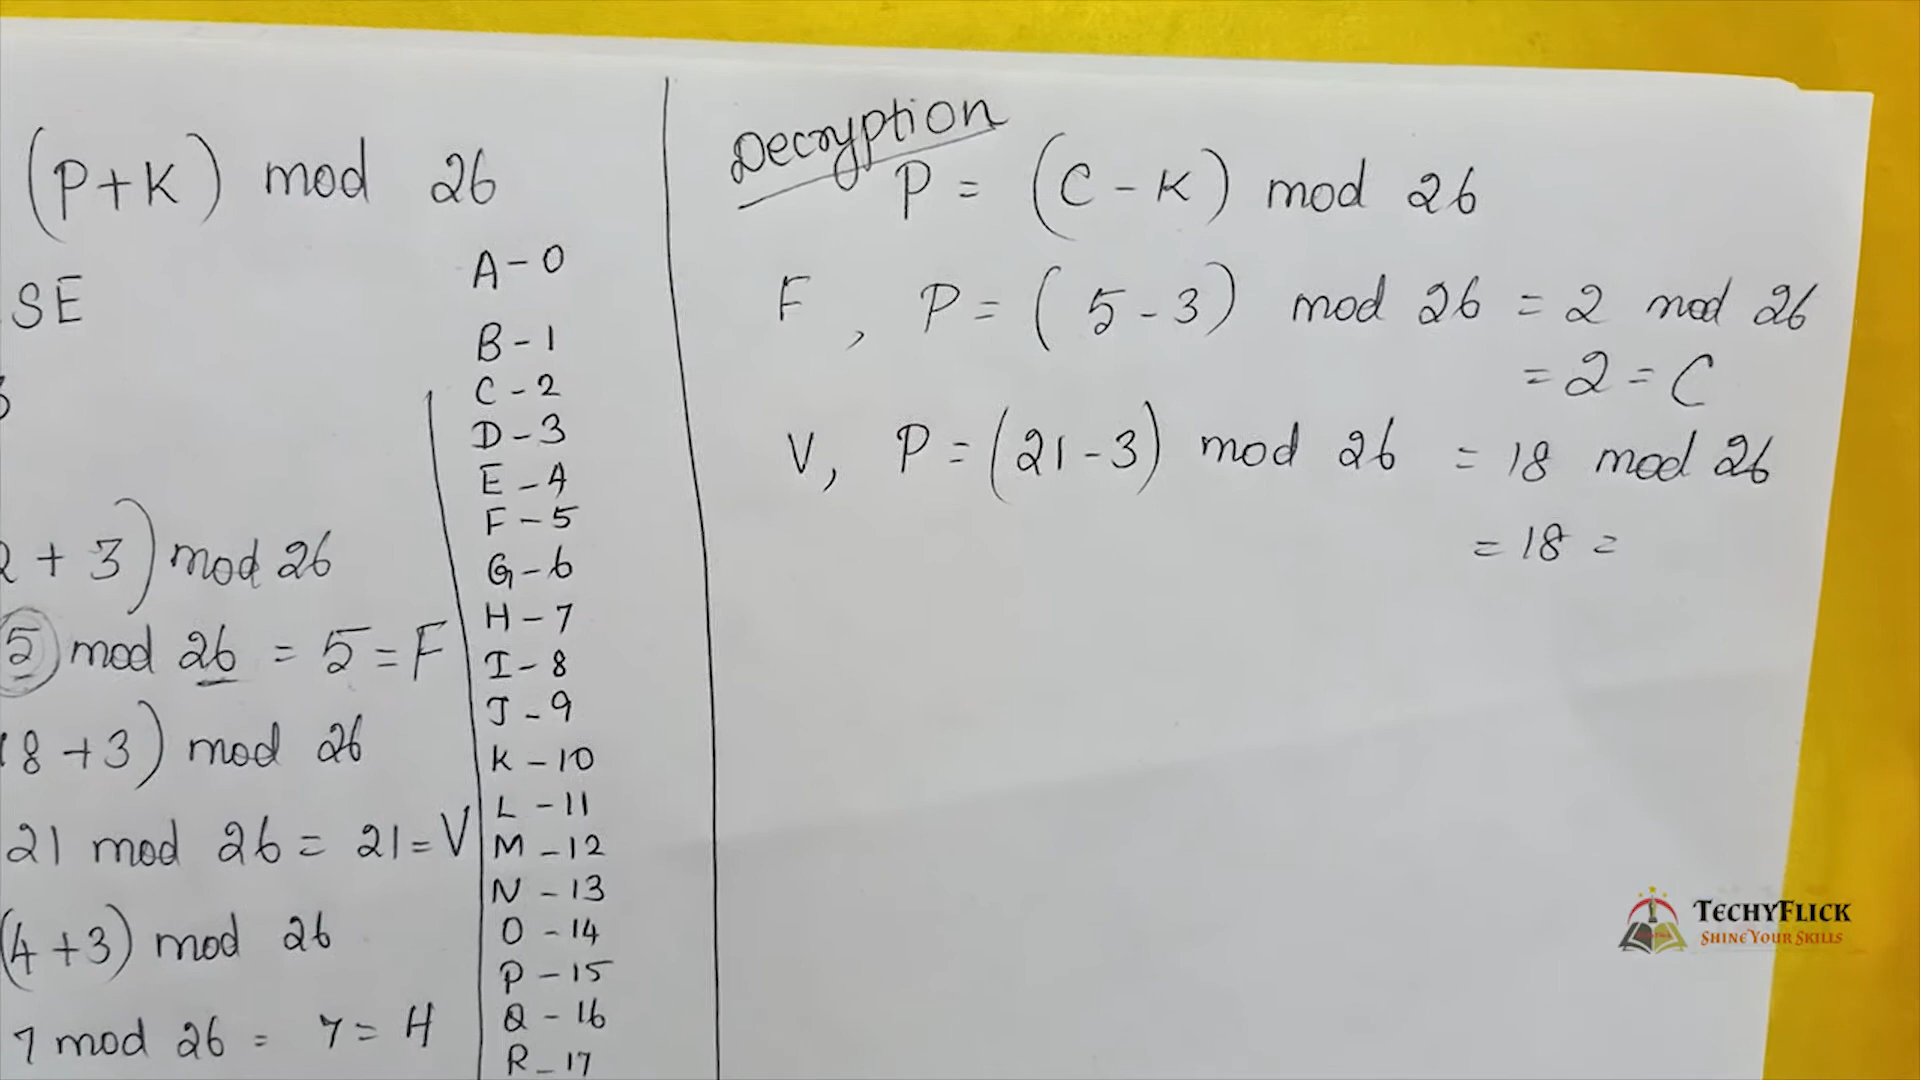 (P+K) mod 26
SE
2 + 3) mod 26
5 mod 26 = 5 = F
18 + 3) mod 26
21 mod 26 = 21 = V
(4 + 3) mod 26
7 mod 26 = 7 = H
A - 0
B - 1
C - 2
D - 3
E - 4
F - 5
G - 6
H - 7
I - 8
J - 9
K - 10
L - 11
M - 12
N - 13
O - 14
P - 15
Q - 16
R - 17
Decryption
P = (C - K) mod 26
F, P = (5 - 3) mod 26 = 2 mod 26
= 2 = C
V, P = (21 - 3) mod 26 = 18 mod 26
= 18 =
TECHYFLICK
SHINE YOUR SKILLS